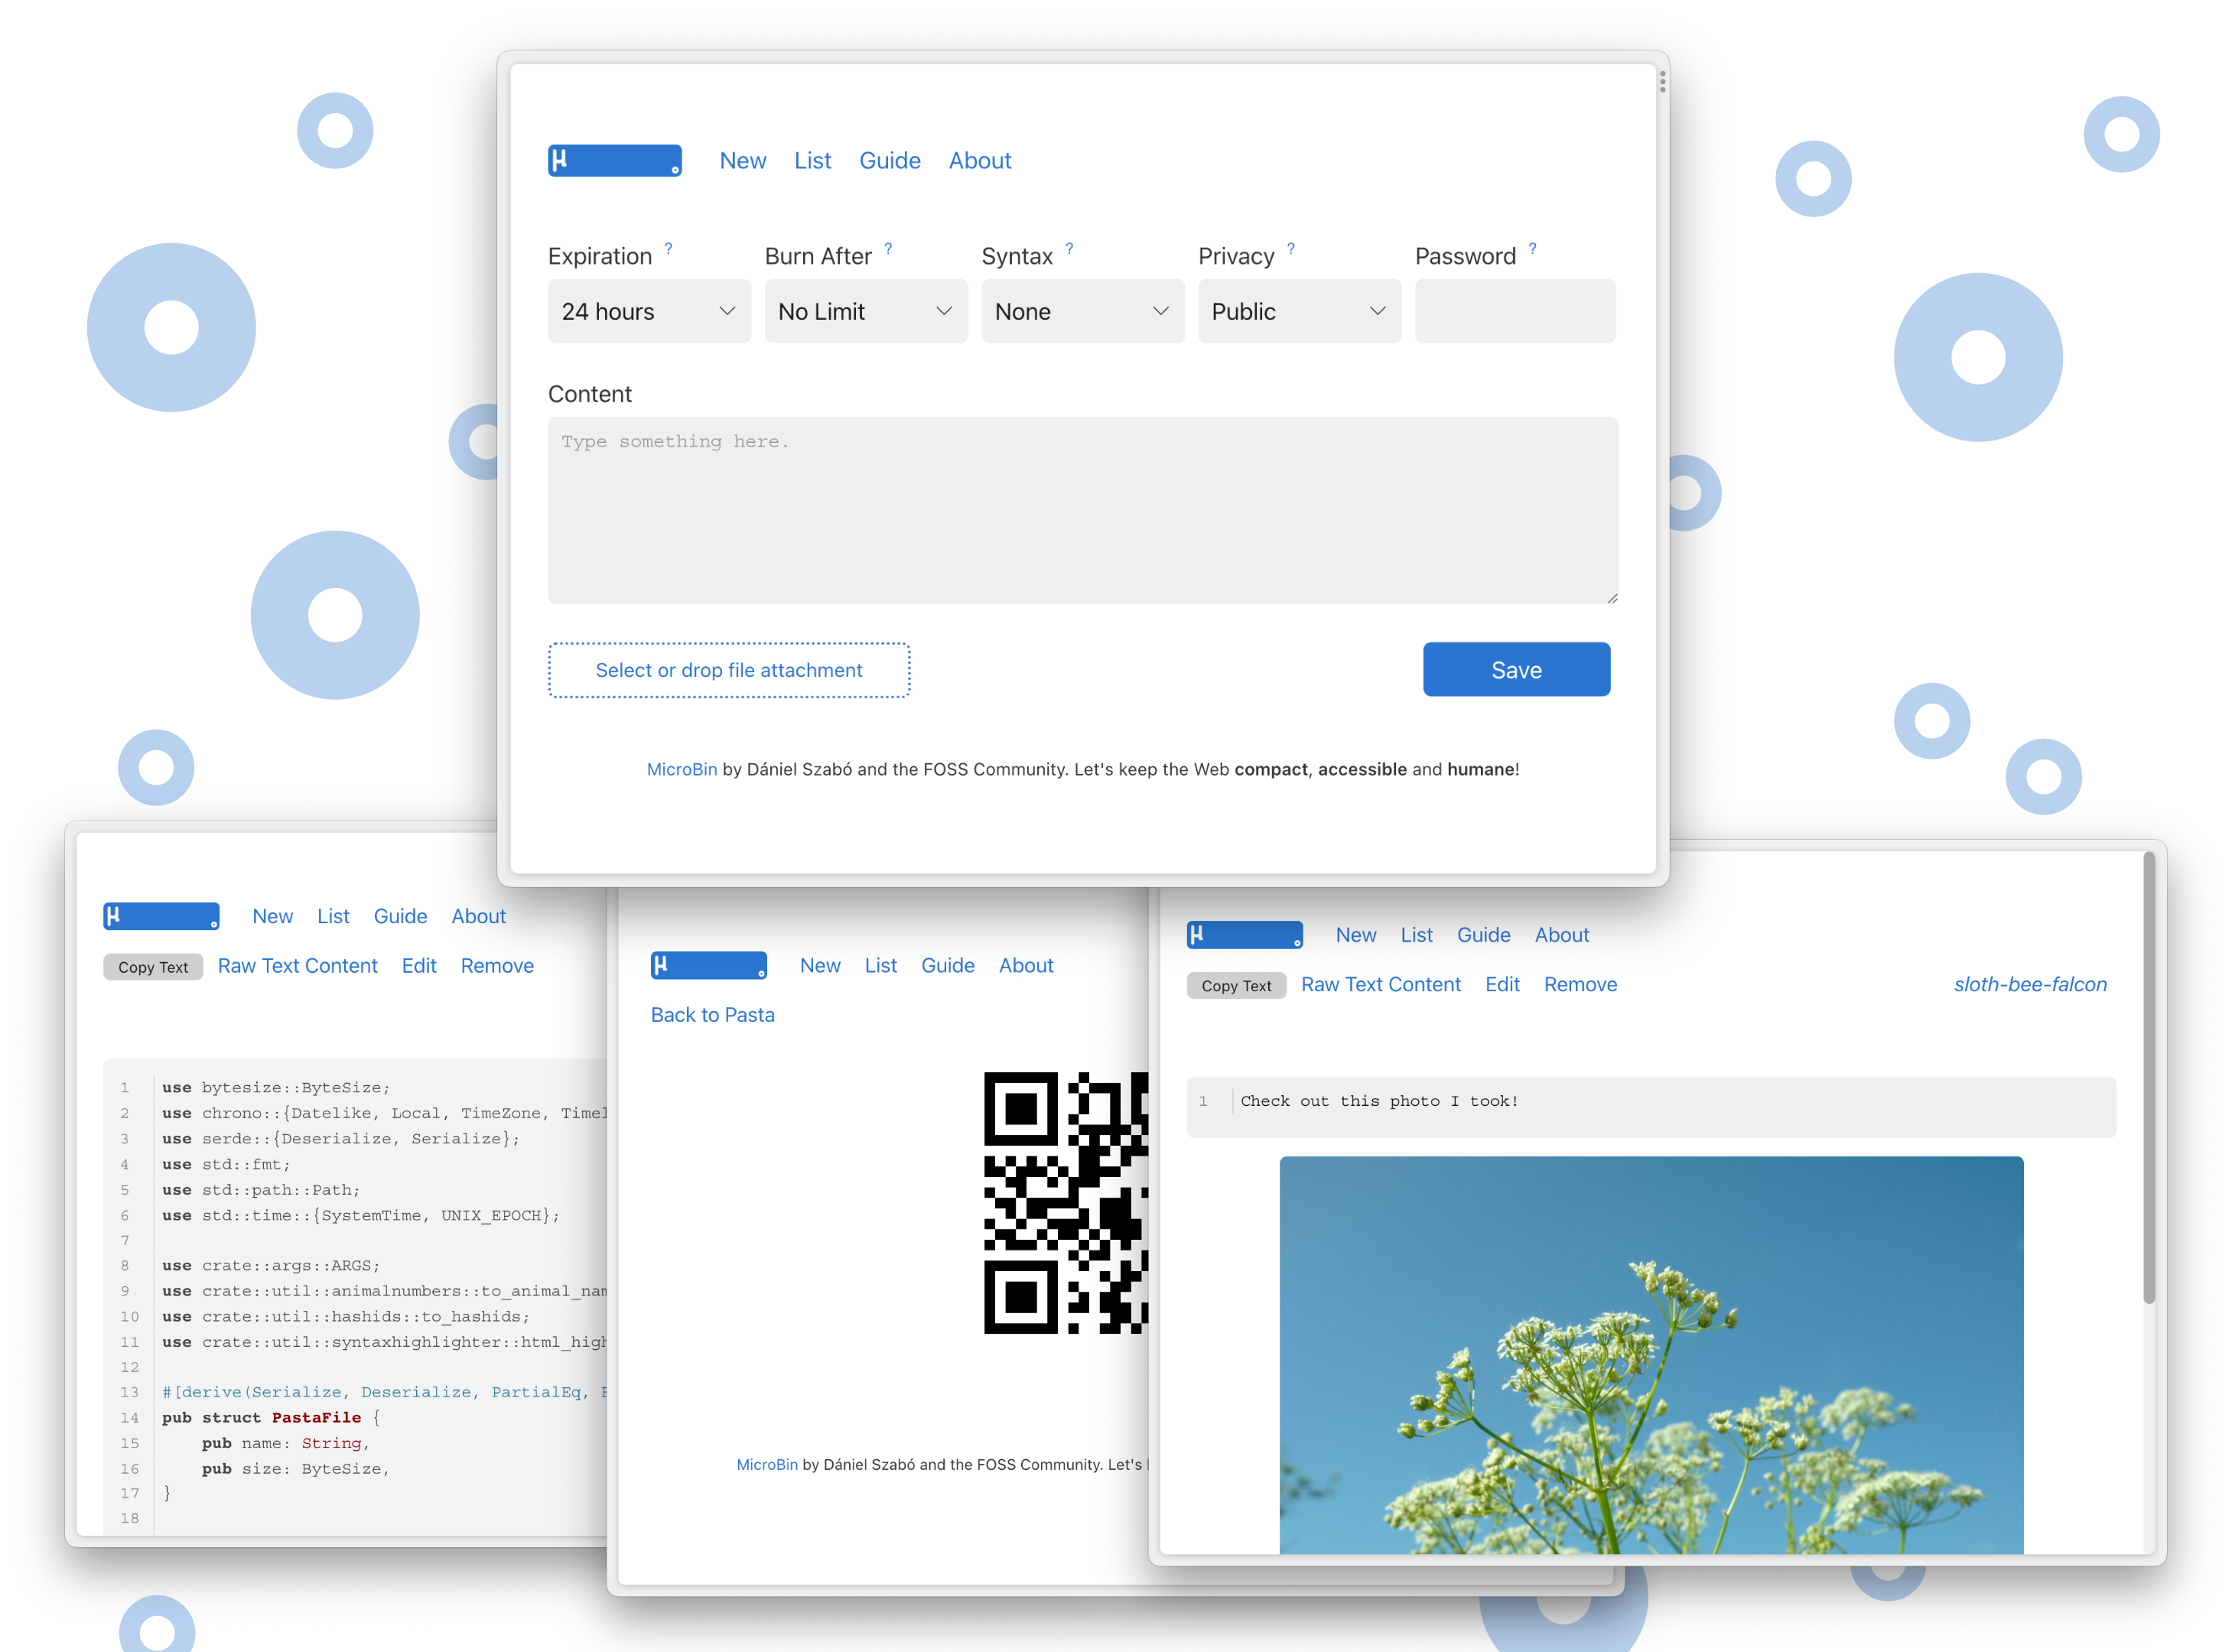 μ New List Guide About
Expiration ? Burn After ? Syntax ? Privacy ? Password ?
24 hours No Limit None Public
Content
Type something here.
Select or drop file attachment Save
MicroBin by Dániel Szabó and the FOSS Community. Let's keep the Web compact, accessible and humane!
μ New List Guide About
Copy Text Raw Text Content Edit Remove
1 use bytesize::ByteSize;
2 use chrono::{Datelike, Local, TimeZone,
3 use serde::{Deserialize, Serialize};
4 use std::fmt;
5 use std::path::Path;
6 use std::time::{SystemTime, UNIX_EPOCH};
7
8 use crate::args::ARGS;
9 use crate::util::animalnumbers::to_animal_nam
10 use crate::util::hashids::to_hashids;
11 use crate::util::syntaxhighlighter::html_high
12
13 #[derive(Serialize, Deserialize, PartialEq,
14 pub struct PastaFile {
15 pub name: String,
16 pub size: ByteSize,
17 }
18
μ New List Guide About
Back to Pasta
MicroBin by Dániel Szabó and the FOSS Community. Let's
μ New List Guide About
Copy Text Raw Text Content Edit Remove sloth-bee-falcon
1 Check out this photo I took!